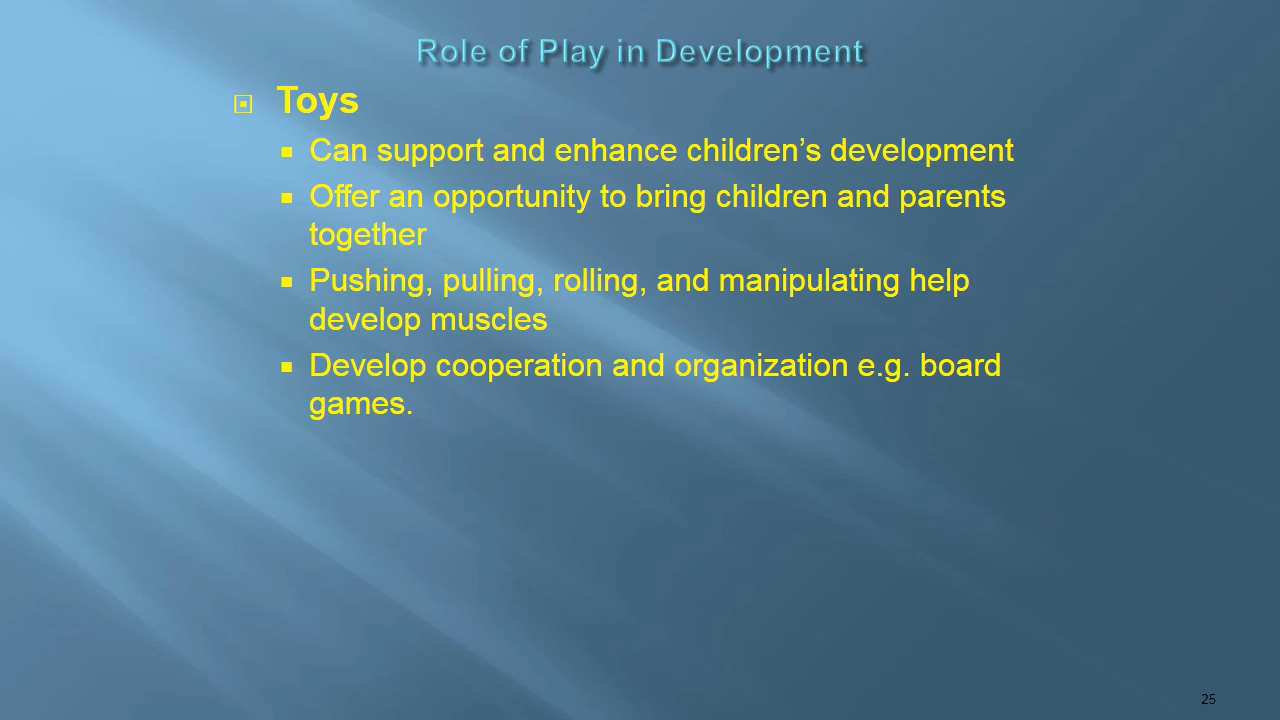 Role of Play in Development
Toys
Can support and enhance children’s development
Offer an opportunity to bring children and parents
together
Pushing, pulling, rolling, and manipulating help
develop muscles
Develop cooperation and organization e.g. board
games.
25